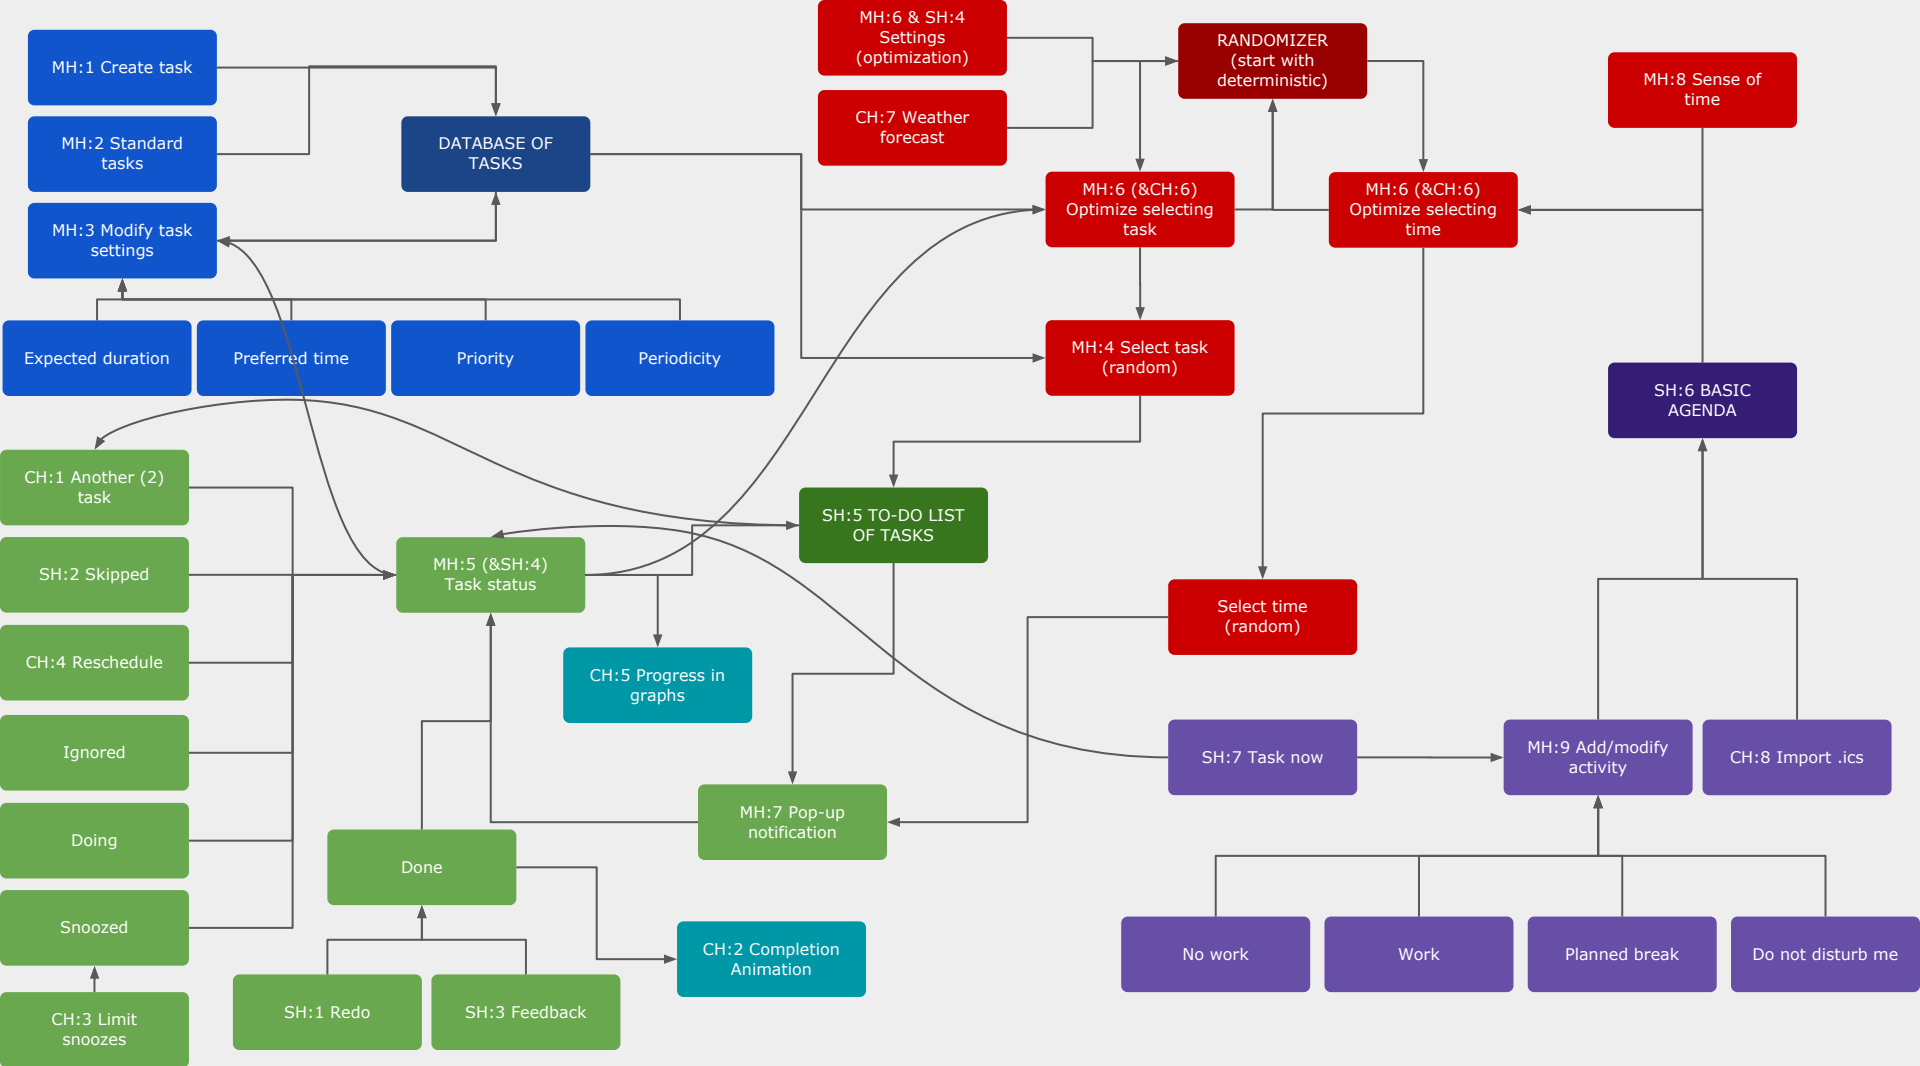 MH:6 & SH:4
Settings
(optimization)
RANDOMIZER
(start with
deterministic)
MH:1 Create task
MH:8 Sense of
time
CH:7 Weather
forecast
MH:2 Standard
tasks
DATABASE OF
TASKS
MH:3 Modify task
settings
MH:6 (&CH:6)
Optimize selecting
task
MH:6 (&CH:6)
Optimize selecting
time
Expected duration
Preferred time
Priority
Periodicity
MH:4 Select task
(random)
SH:6 BASIC
AGENDA
CH:1 Another (2)
task
SH:5 TO-DO LIST
OF TASKS
SH:2 Skipped
MH:5 (&SH:4)
Task status
Select time
(random)
CH:4 Reschedule
CH:5 Progress in
graphs
Ignored
SH:7 Task now
MH:9 Add/modify
activity
CH:8 Import .ics
Doing
MH:7 Pop-up
notification
Done
Snoozed
CH:2 Completion
Animation
No work
Work
Planned break
Do not disturb me
CH:3 Limit
snoozes
SH:1 Redo
SH:3 Feedback